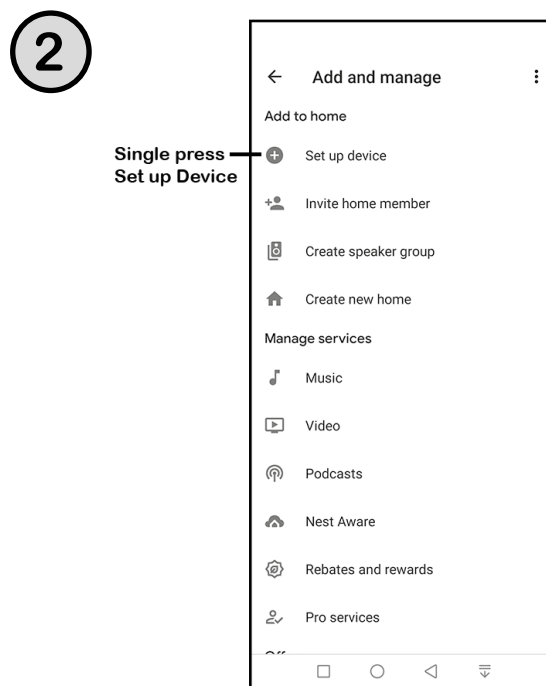 2
Add and manage
Add to home
Single press
Set up Device
Set up device
Invite home member
Create speaker group
Create new home
Manage services
Music
Video
Podcasts
Nest Aware
Rebates and rewards
Pro services